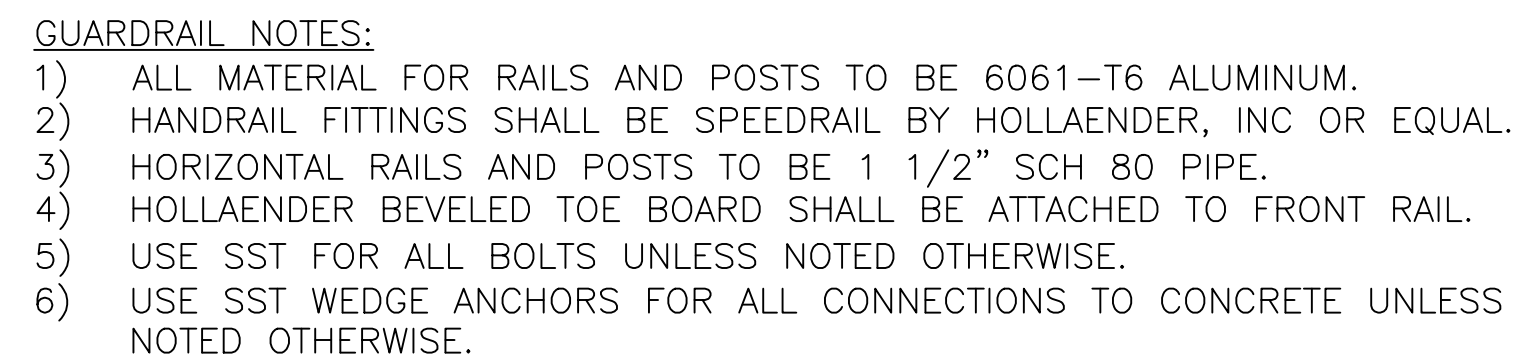 GUARDRAIL NOTES:
1) ALL MATERIAL FOR RAILS AND POSTS TO BE 6061-T6 ALUMINUM.
2) HANDRAIL FITTINGS SHALL BE SPEEDRAIL BY HOLLAENDER, INC OR EQUAL.
3) HORIZONTAL RAILS AND POSTS TO BE 1 1/2" SCH 80 PIPE.
4) HOLLAENDER BEVELED TOE BOARD SHALL BE ATTACHED TO FRONT RAIL.
5) USE SST FOR ALL BOLTS UNLESS NOTED OTHERWISE.
6) USE SST WEDGE ANCHORS FOR ALL CONNECTIONS TO CONCRETE UNLESS
NOTED OTHERWISE.